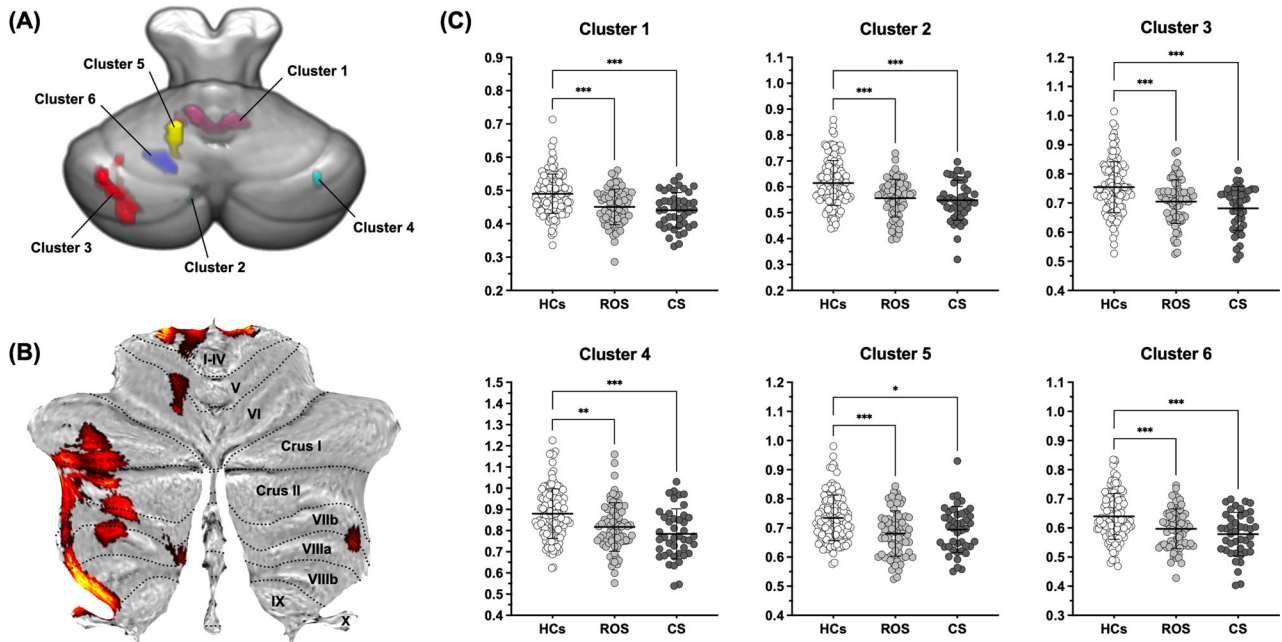 (A)
Cluster 5
Cluster 1
Cluster 6
Cluster 3
Cluster 4
Cluster 2
(B)
I-IV
V
VI
Crus I
Crus II
VIIb
VIIIa
VIIIb
IX
X
(C)
Cluster 1
***
***
0.9
0.8
0.7
0.6
0.5
0.4
0.3
0.2
HCs ROS CS
Cluster 2
***
***
1.1
1.0
0.9
0.8
0.7
0.6
0.5
0.4
0.3
0.2
HCs ROS CS
Cluster 3
***
***
1.3
1.2
1.1
1.0
0.9
0.8
0.7
0.6
0.5
0.4
HCs ROS CS
Cluster 4
***
**
1.5
1.4
1.3
1.2
1.1
1.0
0.9
0.8
0.7
0.6
0.5
0.4
HCs ROS CS
Cluster 5
*
***
1.2
1.1
1.0
0.9
0.8
0.7
0.6
0.5
0.4
HCs ROS CS
Cluster 6
***
***
1.1
1.0
0.9
0.8
0.7
0.6
0.5
0.4
0.3
HCs ROS CS